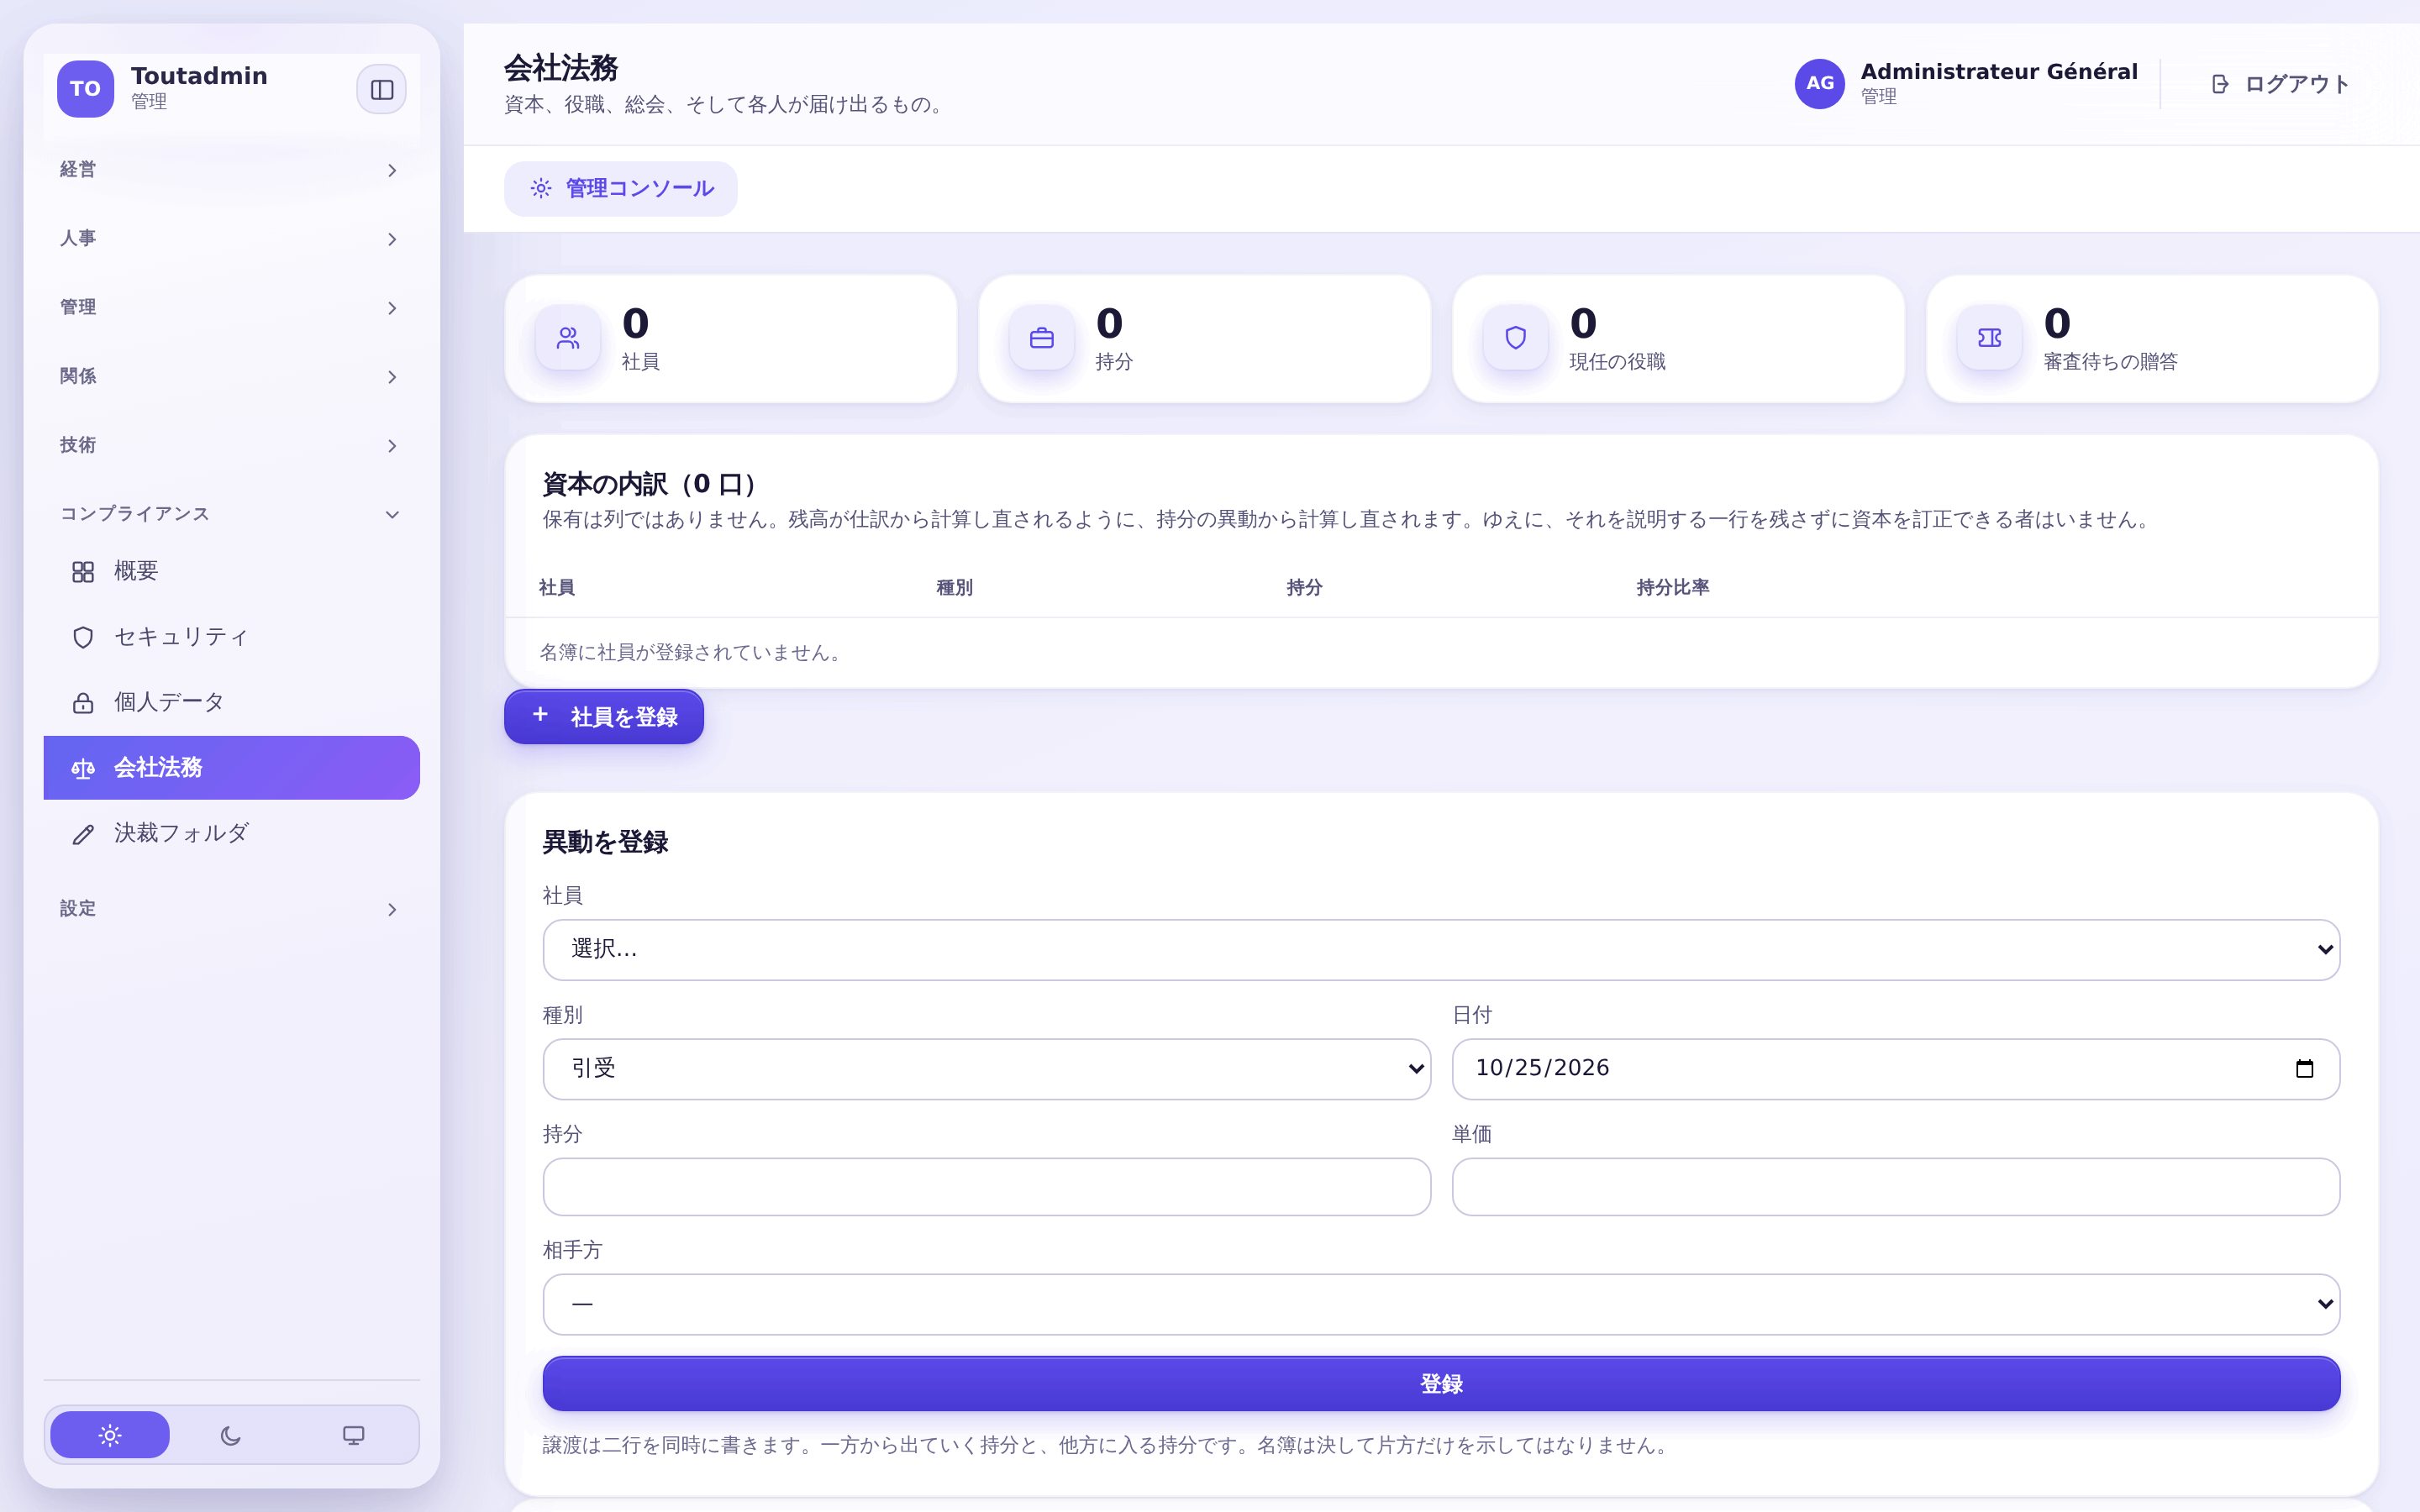 TO
Toutadmin
管理
経営
人事
管理
関係
技術
コンプライアンス
概要
セキュリティ
個人データ
会社法務
決裁フォルダ
設定
会社法務
資本、役職、総会、そして各人が届け出るもの。
AG
Administrateur Général
管理
ログアウト
管理コンソール
0
社員
0
持分
0
現任の役職
0
審査待ちの贈答
資本の内訳（0 口）
保有は列ではありません。残高が仕訳から計算し直されるように、持分の異動から計算し直されます。ゆえに、それを説明する一行を残さずに資本を訂正できる者はいません。
社員 種別 持分 持分比率
名簿に社員が登録されていません。
+ 社員を登録
異動を登録
社員
選択…
種別 日付
引受 10/25/2026
持分 単価
相手方
—
登録
譲渡は二行を同時に書きます。一方から出ていく持分と、他方に入る持分です。名簿は決して片方だけを示してはなりません。